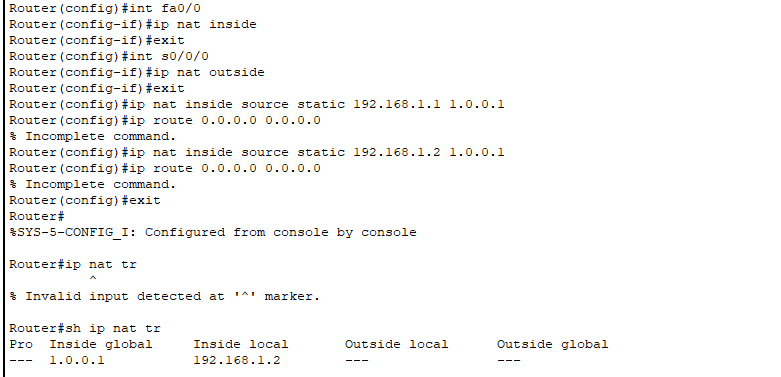 Router(config)#int fa0/0
Router(config-if)#ip nat inside
Router(config-if)#exit
Router(config)#int s0/0/0
Router(config-if)#ip nat outside
Router(config-if)#exit
Router(config)#ip nat inside source static 192.168.1.1 1.0.0.1
Router(config)#ip route 0.0.0.0 0.0.0.0
% Incomplete command.
Router(config)#ip nat inside source static 192.168.1.2 1.0.0.1
Router(config)#ip route 0.0.0.0 0.0.0.0
% Incomplete command.
Router(config)#exit
Router#
%SYS-5-CONFIG_I: Configured from console by console
Router#ip nat tr
^
% Invalid input detected at '^' marker.
Router#sh ip nat tr
Pro  Inside global     Inside local       Outside local      Outside global
---  1.0.0.1           192.168.1.2        ---                ---